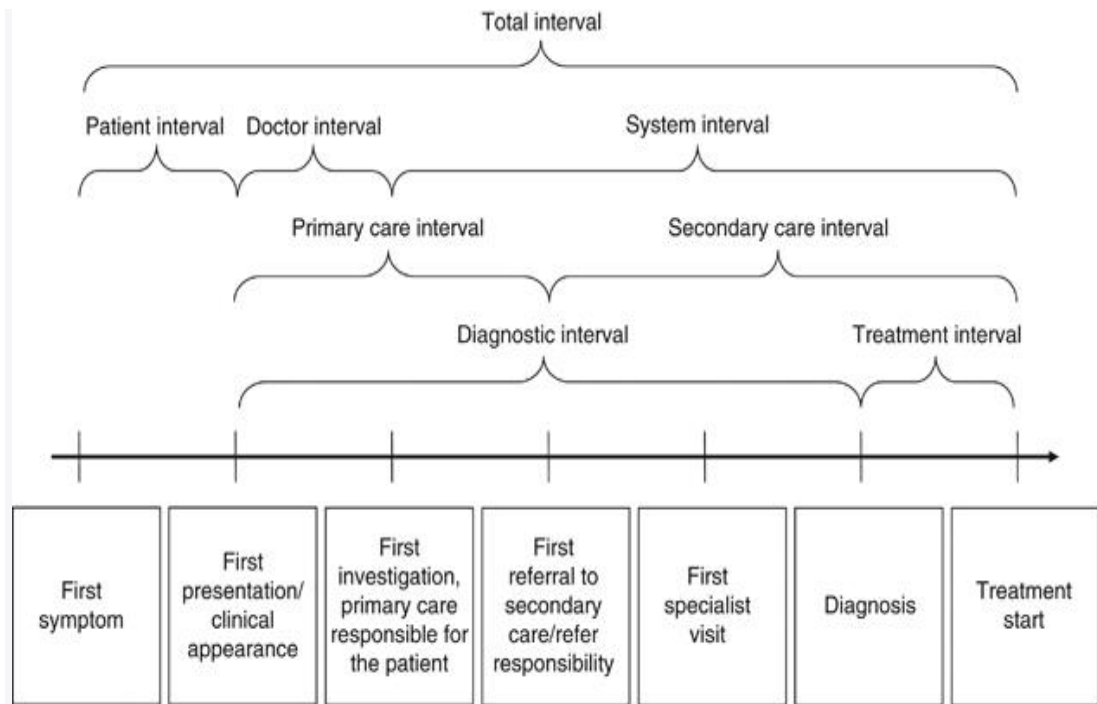 Total interval
Patient interval
Doctor interval
System interval
Primary care interval
Secondary care interval
Diagnostic interval
Treatment interval
First
symptom
First
presentation/
clinical
appearance
First
investigation,
primary care
responsible for
the patient
First
referral to
secondary
care/refer
responsibility
First
specialist
visit
Diagnosis
Treatment
start